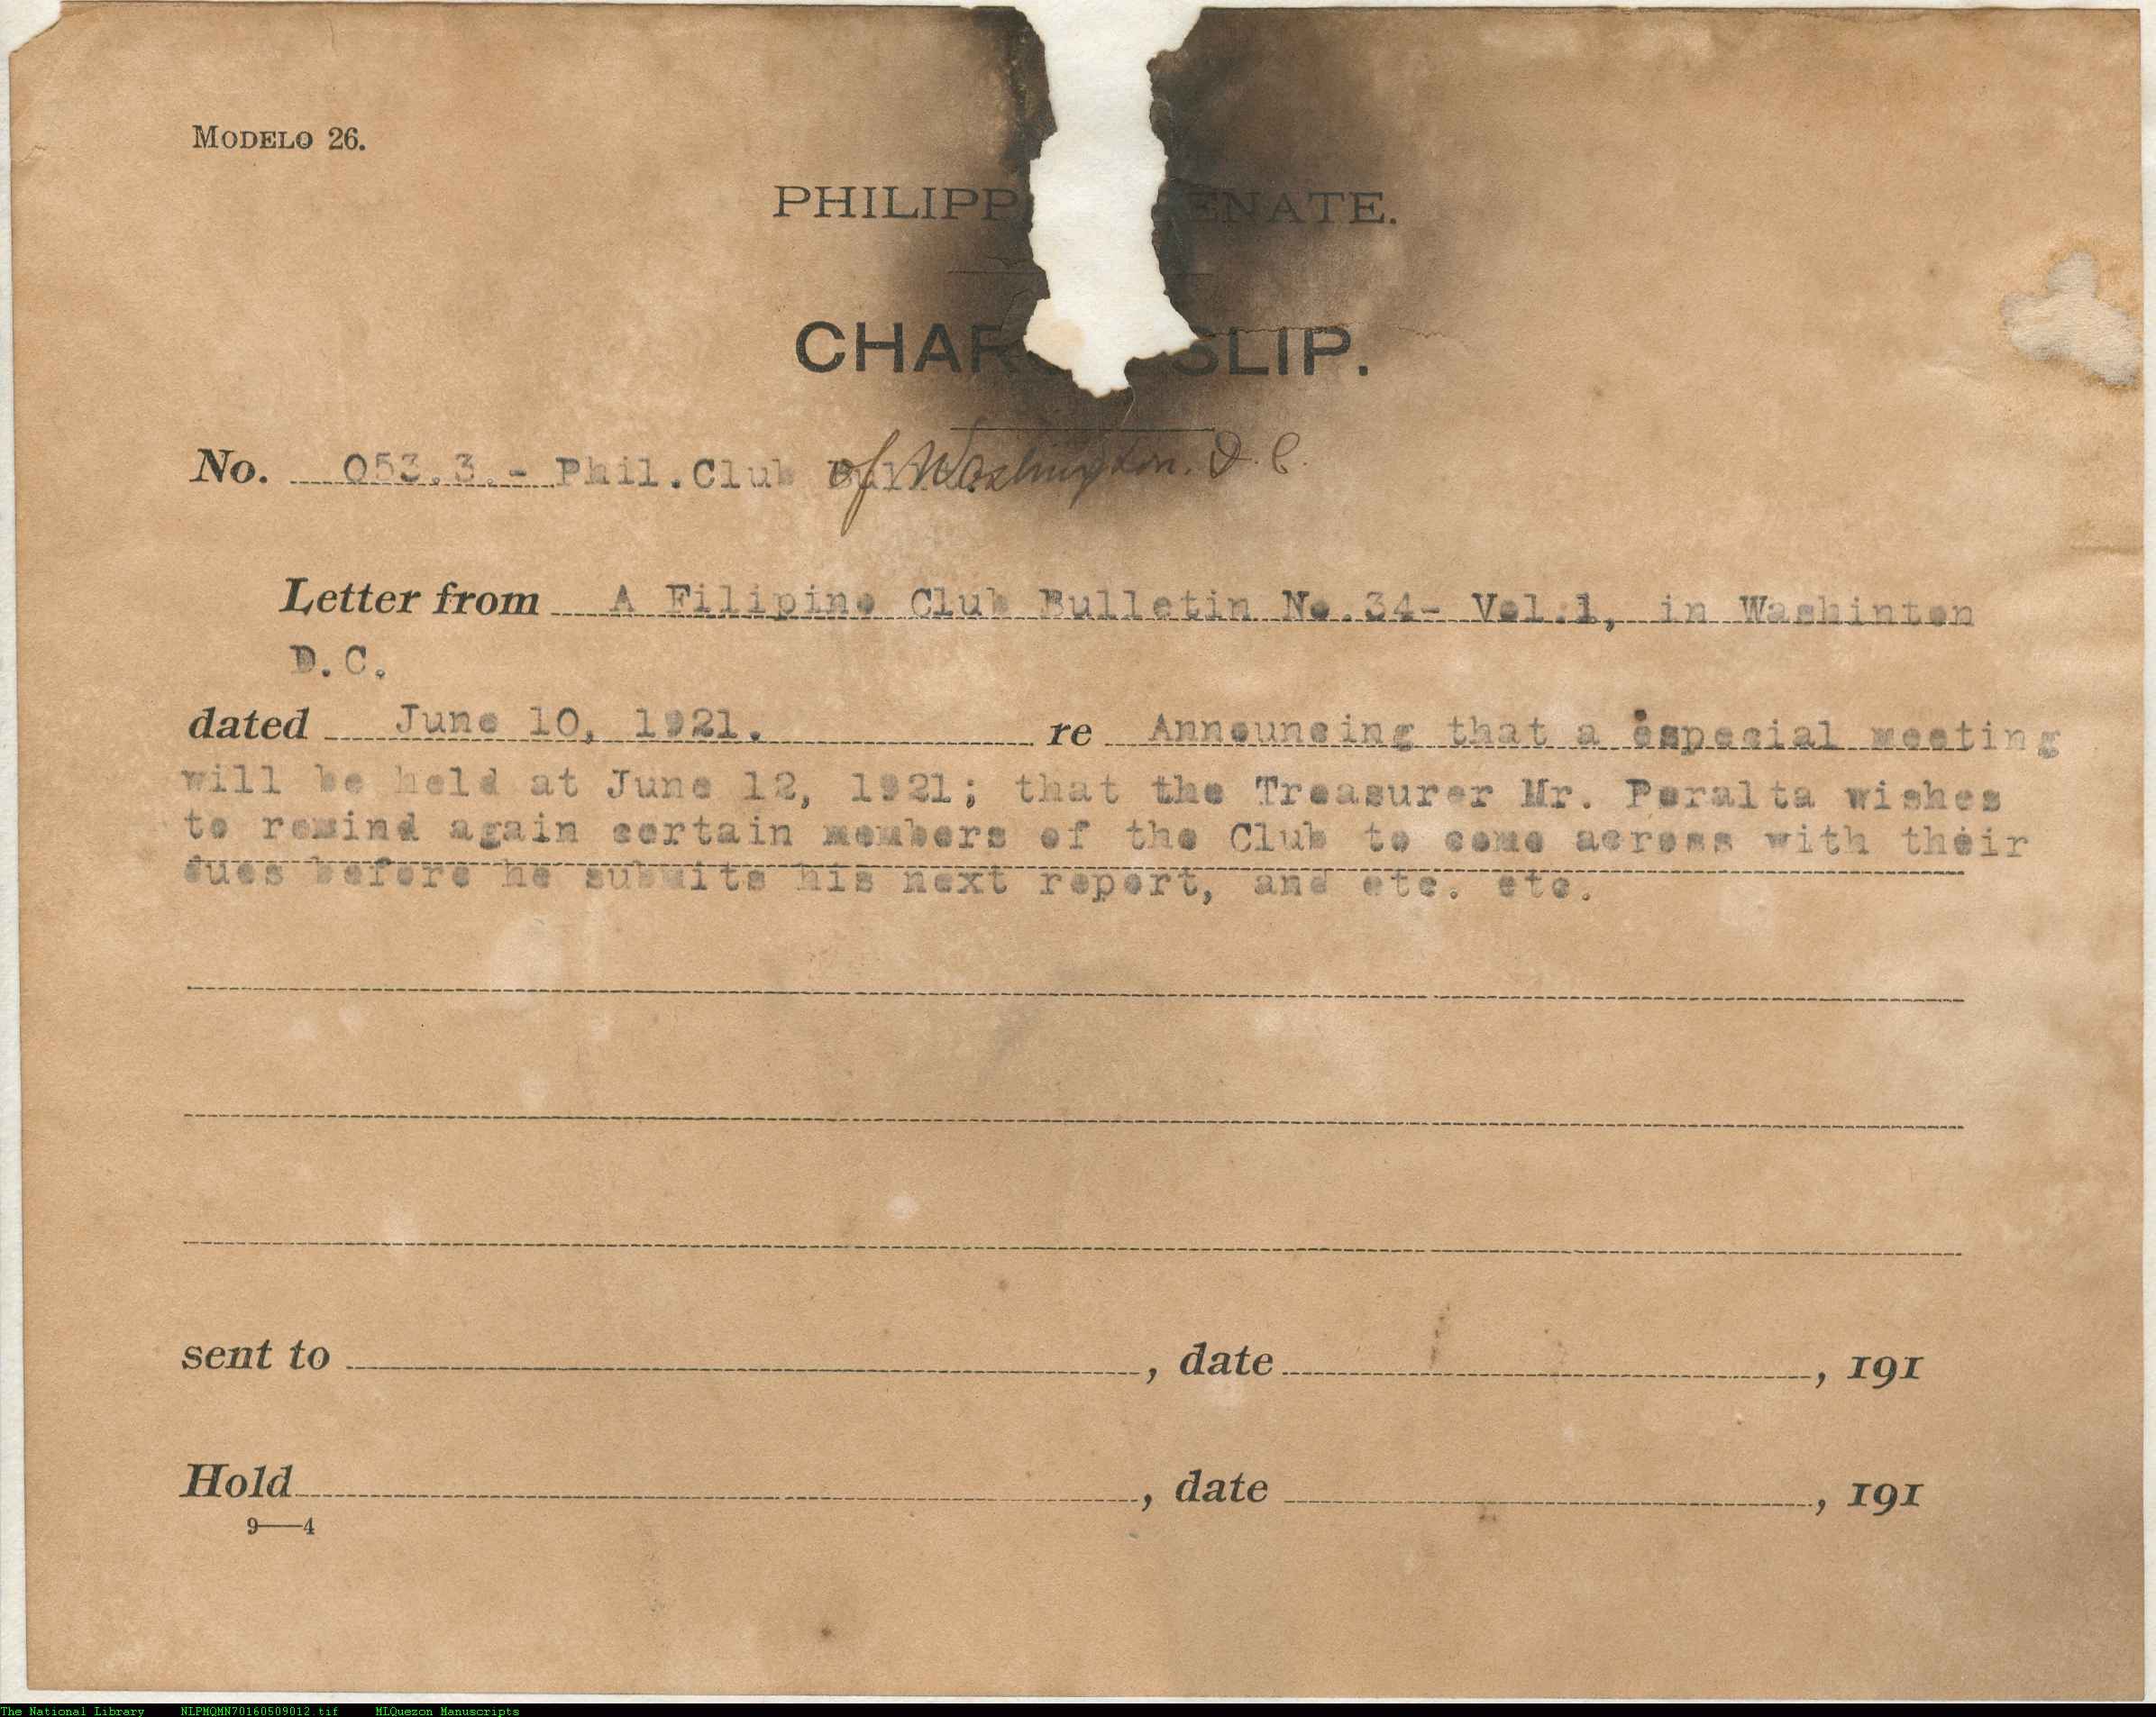 MODELO 26.
PHILIPP ENATE.
CHAR SLIP.
No. 053.3.- Phil.Club of Washington. D.C.
Letter from A Filipino Club Bulletin No.34- Vol.1, in Washinton
D.C.
dated June 10, 1921. re Announcing that a especial meeting
will be held at June 12, 1921; that the Treasurer Mr. Peralta wishes
to remind again certain members of the Club to come across with their
dues before he submits his next report, and etc. etc.
sent to , date , 191
Hold , date , 191
9—4
The National Library NLPMQMN70160509012.tif MLQuezon Manuscripts